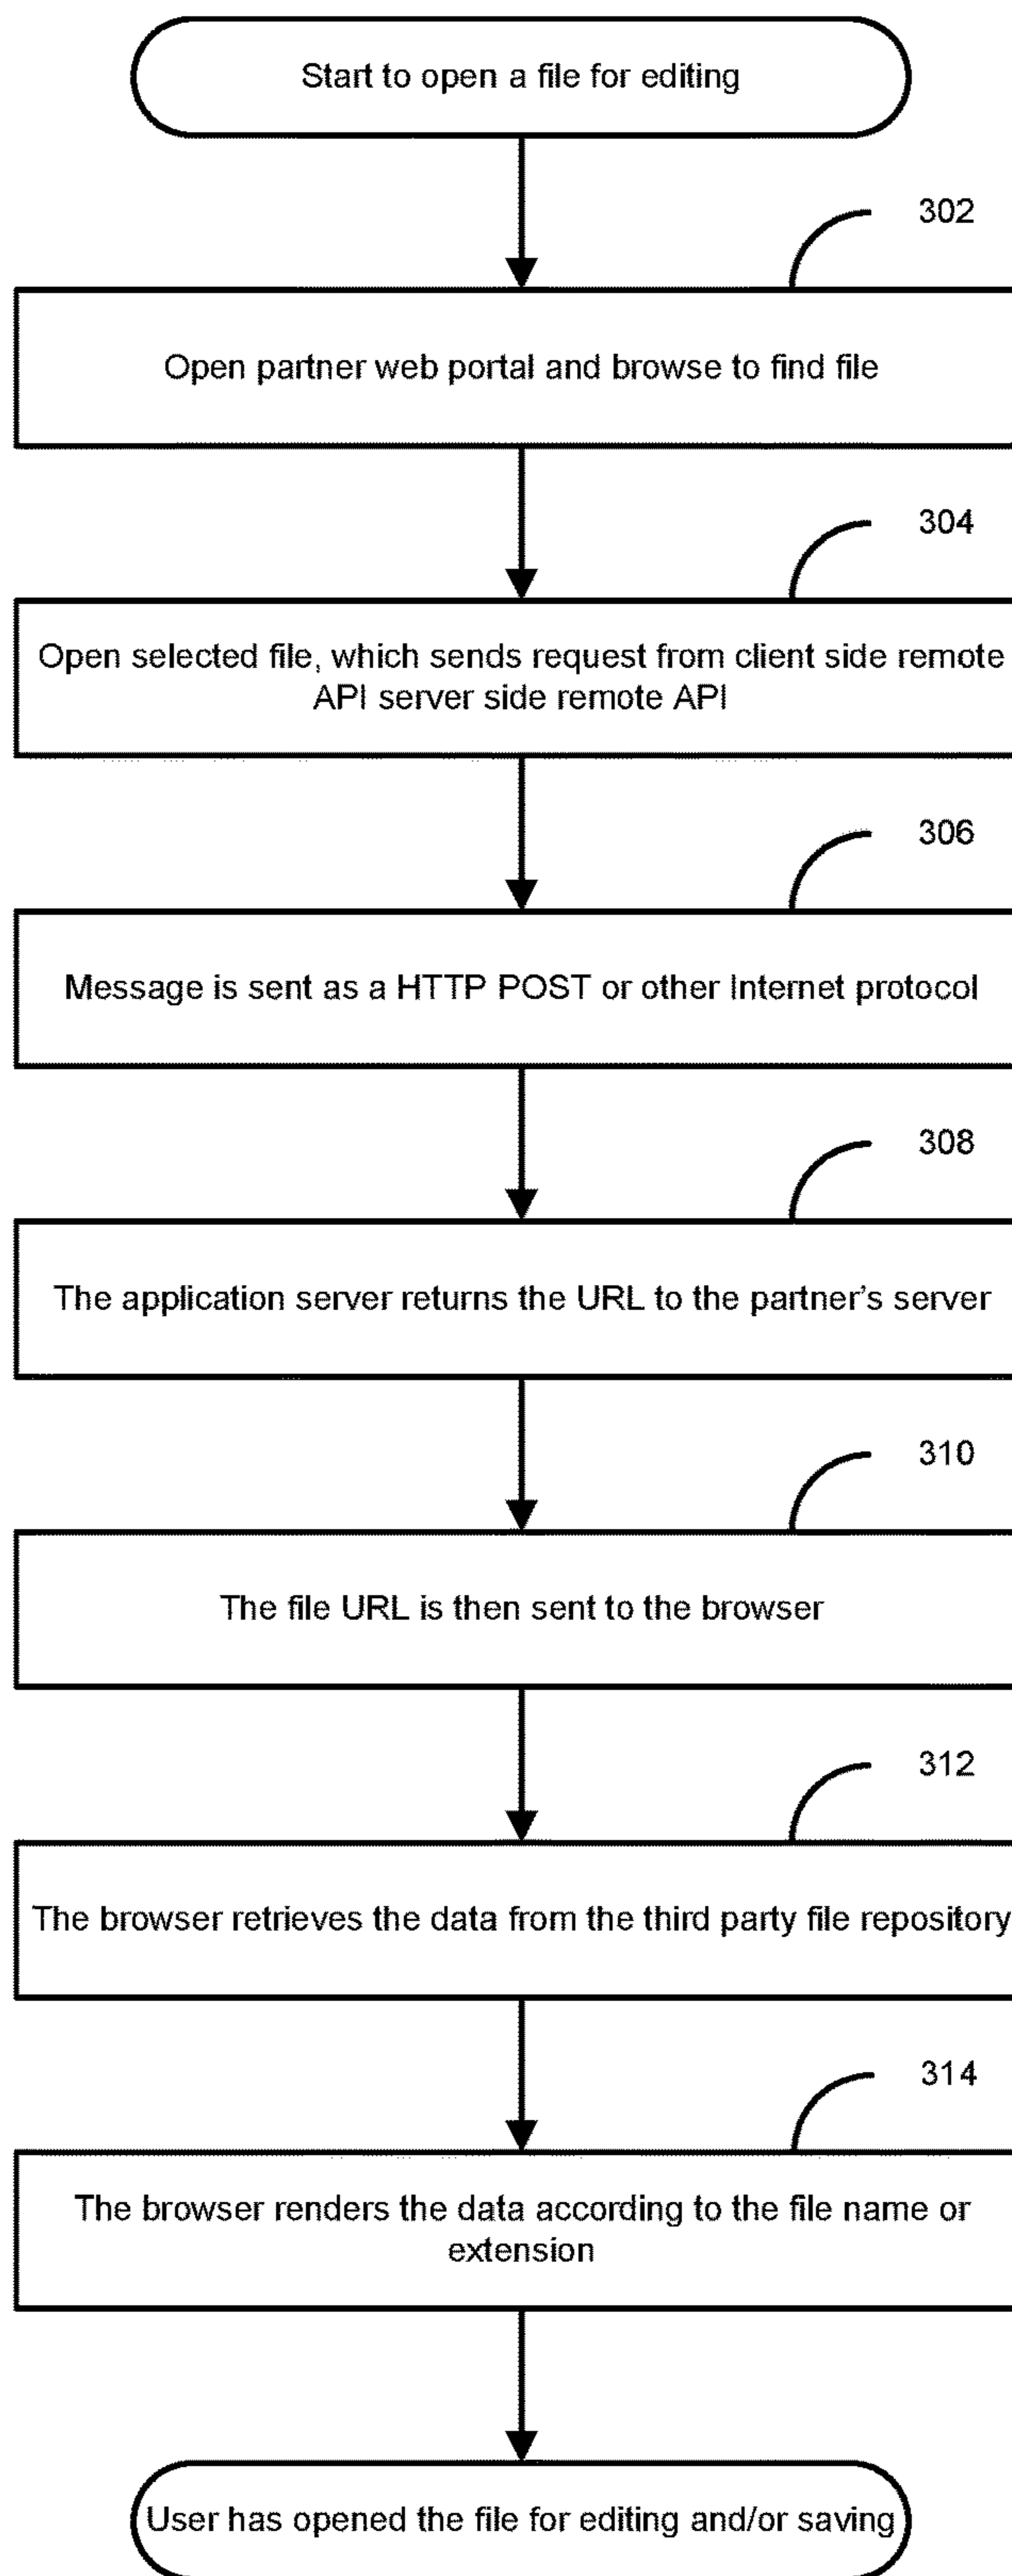 Start to open a file for editing
302
Open partner web portal and browse to find file
304
Open selected file, which sends request from client side remote
API server side remote API
306
Message is sent as a HTTP POST or other Internet protocol
308
The application server returns the URL to the partner's server
310
The file URL is then sent to the browser
312
The browser retrieves the data from the third party file repository
314
The browser renders the data according to the file name or
extension
User has opened the file for editing and/or saving